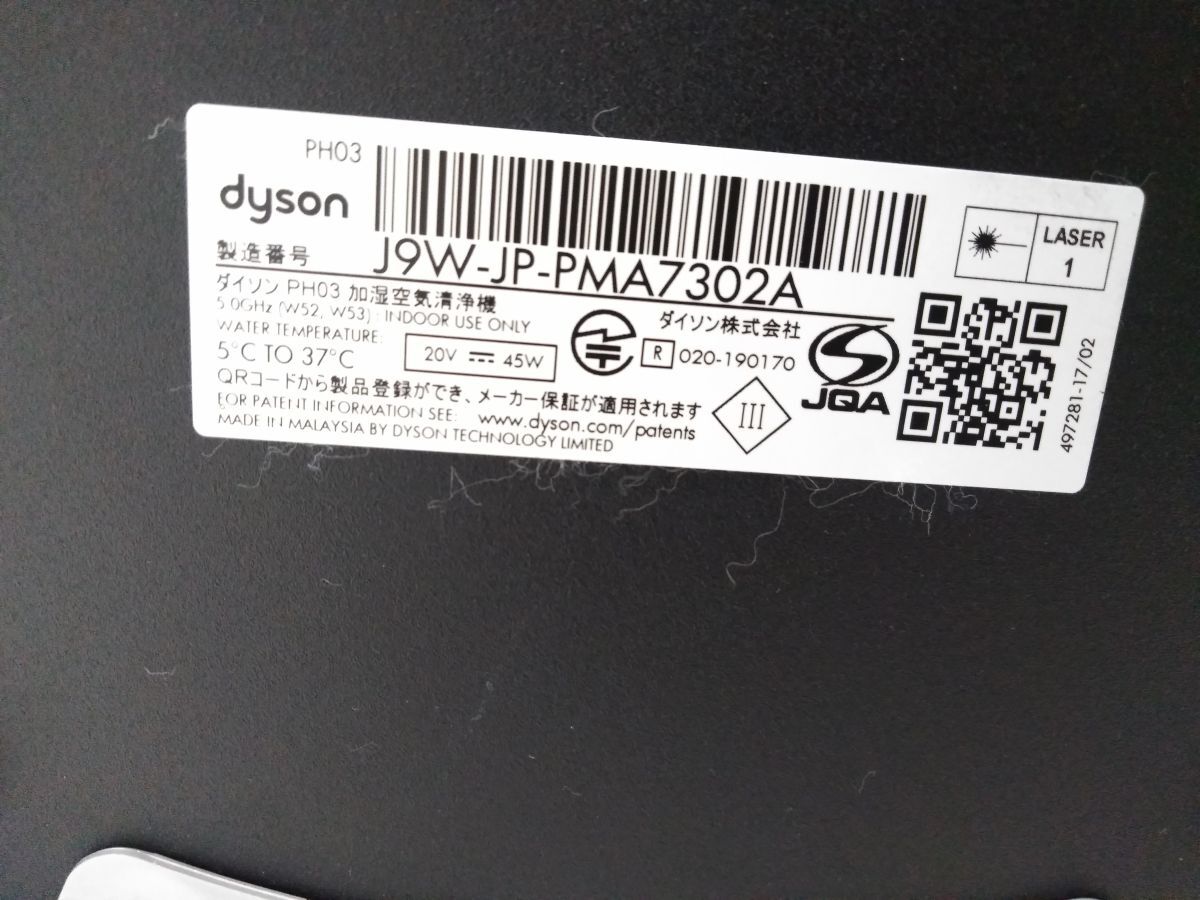 PH03
dyson
製造番号 J9W-JP-PMA7302A
ダイソン PH03 加湿空気清浄機
5.0GHz (W52, W53) : INDOOR USE ONLY
WATER TEMPERATURE:
5°C TO 37°C
20V 45W
ダイソン株式会社
R 020-190170
JQA
LASER
1
QRコードから製品登録ができ、メーカー保証が適用されます
III
FOR PATENT INFORMATION SEE: www.dyson.com/patents
MADE IN MALAYSIA BY DYSON TECHNOLOGY LIMITED
497281-17/02